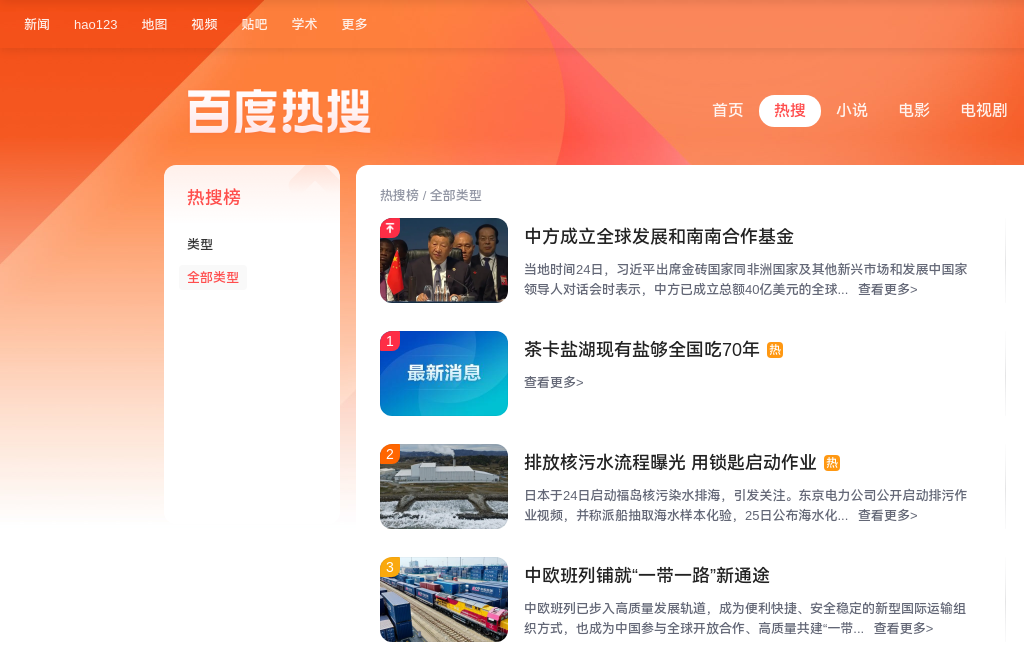 新闻 hao123 地图 视频 贴吧 学术 更多
百度热搜
首页 热搜 小说 电影 电视剧
热搜榜
类型
全部类型
热搜榜 / 全部类型
中方成立全球发展和南南合作基金
当地时间24日，习近平出席金砖国家同非洲国家及其他新兴市场和发展中国家
领导人对话会时表示，中方已成立总额40亿美元的全球... 查看更多>
1
最新消息
茶卡盐湖现有盐够全国吃70年 热
查看更多>
2
排放核污水流程曝光 用锁匙启动作业 热
日本于24日启动福岛核污染水排海，引发关注。东京电力公司公开启动排污作
业视频，并称派船抽取海水样本化验，25日公布海水化... 查看更多>
3
中欧班列铺就“一带一路”新通途
中欧班列已步入高质量发展轨道，成为便利快捷、安全稳定的新型国际运输组
织方式，也成为中国参与全球开放合作、高质量共建“一带... 查看更多>